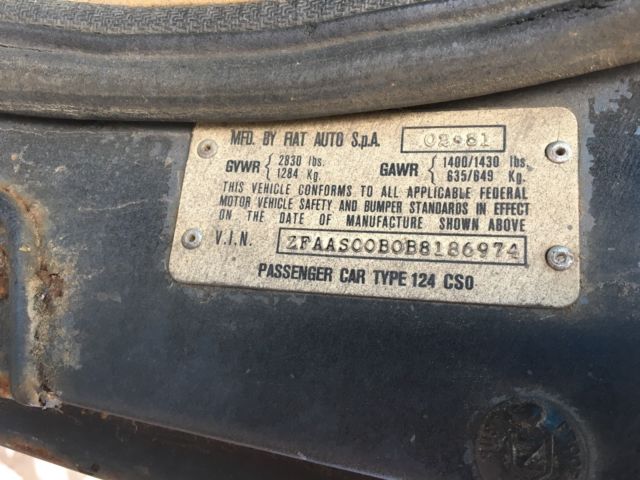 MFD. BY FIAT AUTO S.p.A. 02-81
GVWR { 2830 lbs. 1284 Kg. GAWR { 1400/1430 lbs. 635/649 Kg.
THIS VEHICLE CONFORMS TO ALL APPLICABLE FEDERAL
MOTOR VEHICLE SAFETY AND BUMPER STANDARDS IN EFFECT
ON THE DATE OF MANUFACTURE SHOWN ABOVE
V.I.N. ZFAAS00B0B8186974
PASSENGER CAR TYPE 124 CSO